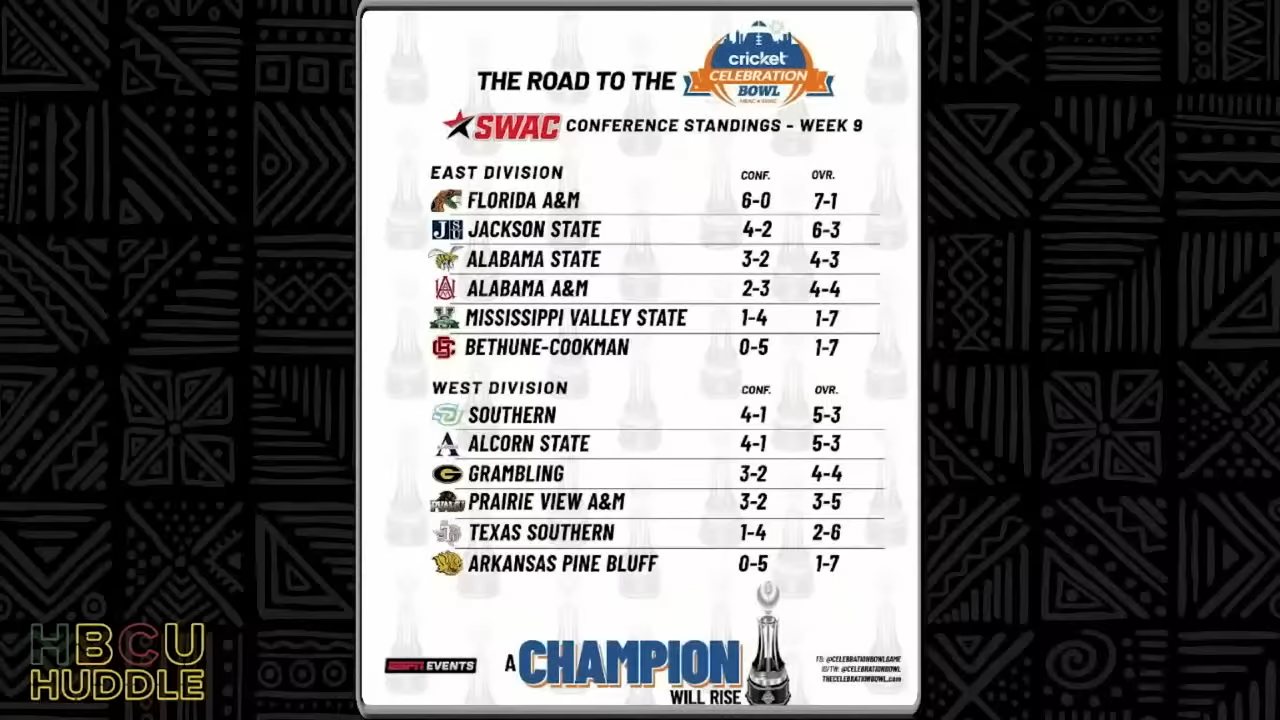 THE ROAD TO THE
cricket
CELEBRATION
BOWL
SWAC CONFERENCE STANDINGS - WEEK 9
EAST DIVISION CONF. OVR.
FLORIDA A&M 6-0 7-1
JACKSON STATE 4-2 6-3
ALABAMA STATE 3-2 4-3
ALABAMA A&M 2-3 4-4
MISSISSIPPI VALLEY STATE 1-4 1-7
BETHUNE-COOKMAN 0-5 1-7
WEST DIVISION CONF. OVR.
SOUTHERN 4-1 5-3
ALCORN STATE 4-1 5-3
GRAMBLING 3-2 4-4
PRAIRIE VIEW A&M 3-2 3-5
TEXAS SOUTHERN 1-4 2-6
ARKANSAS PINE BLUFF 0-5 1-7
HBCU
HUDDLE
ESPN EVENTS
A CHAMPION
WILL RISE
FB: @CELEBRATIONBOWLGAME
IG/TW: @CELEBRATIONBOWL
THECELEBRATIONBOWL.com